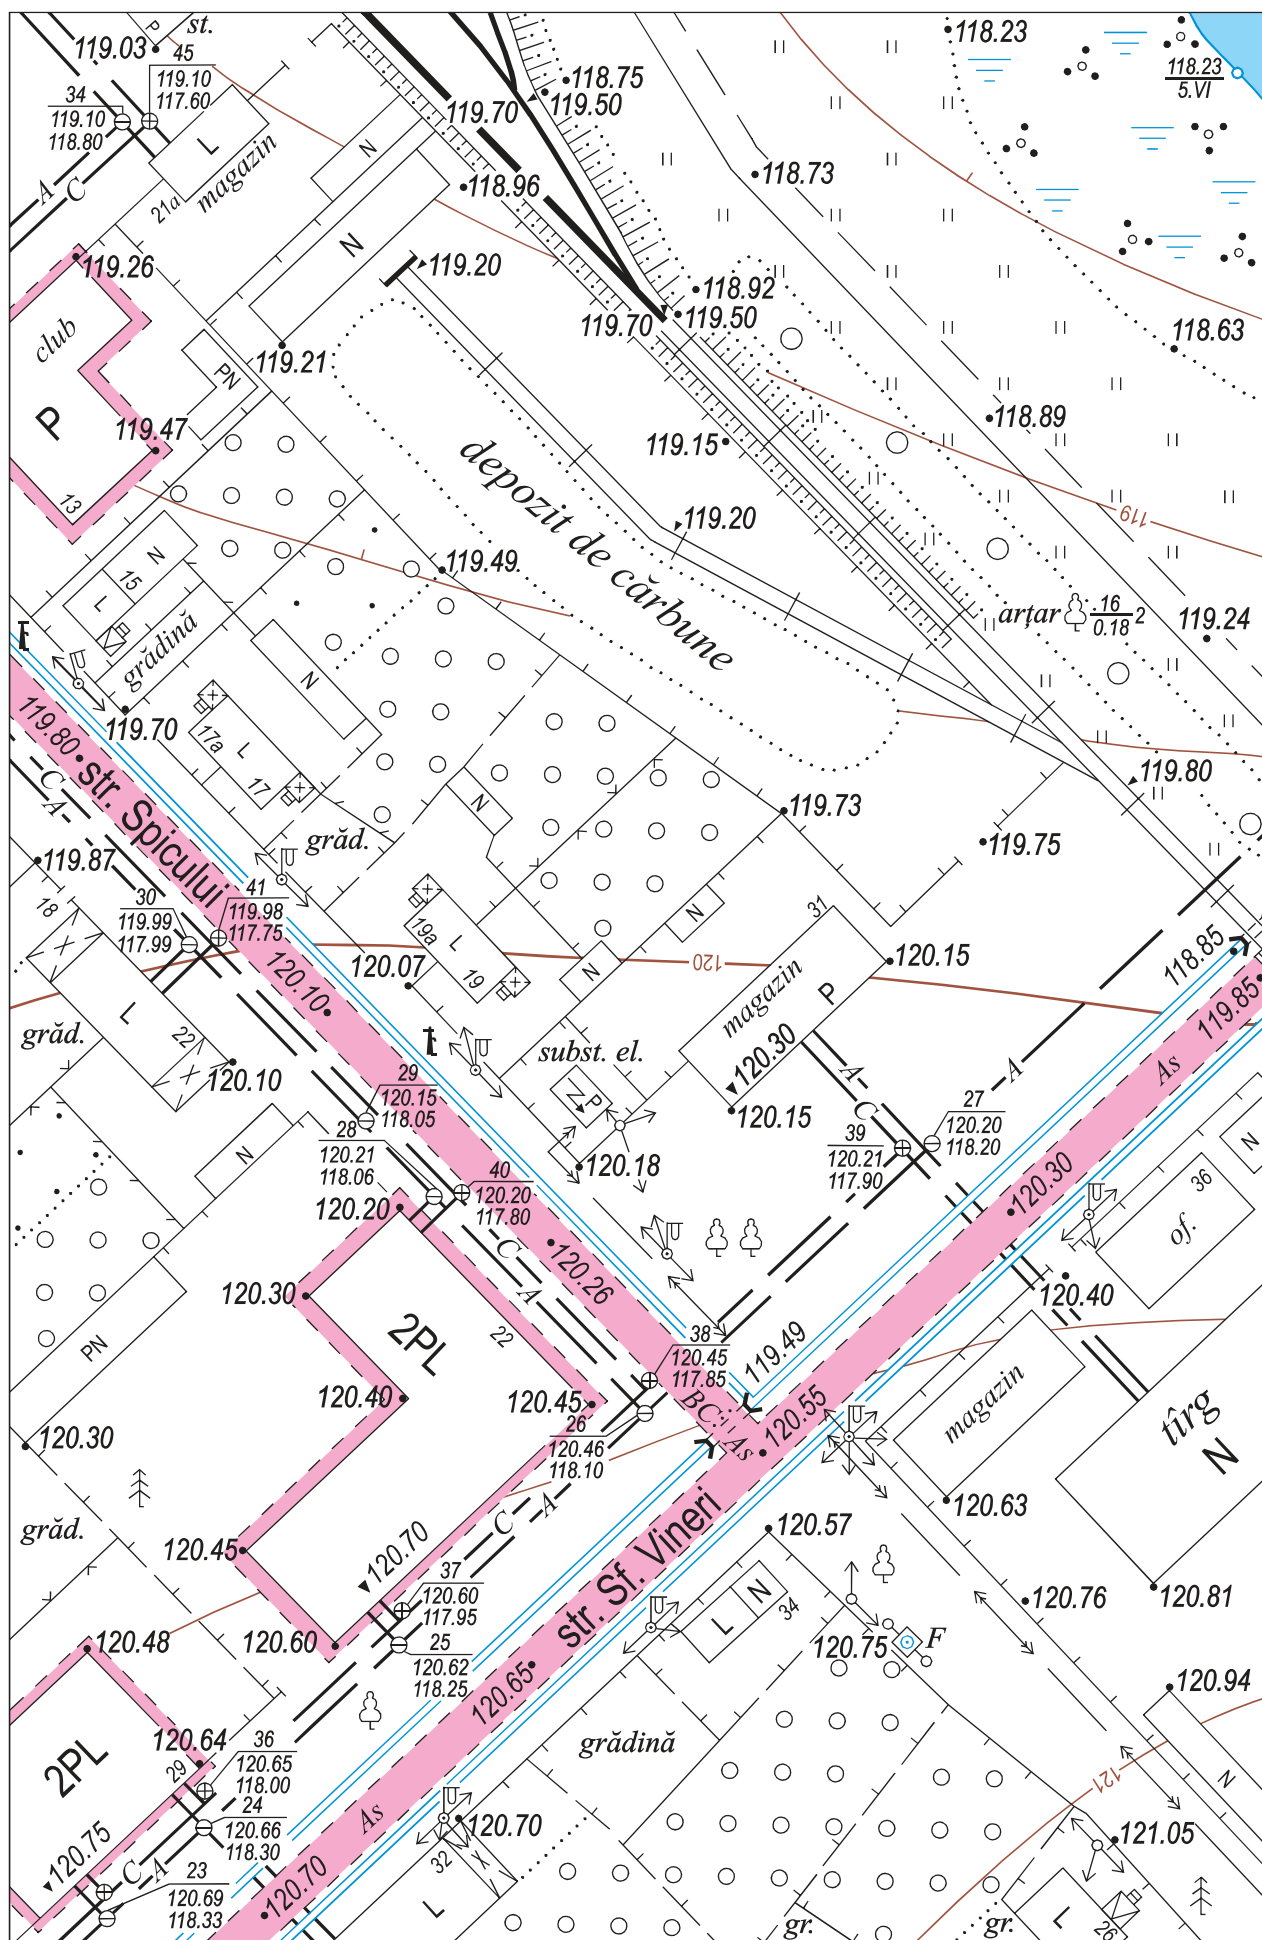 P
st.
119.03
45
119.10
117.60
34
119.10
118.80
L
magazin
21a
A
C
119.26
club
P
119.47
13
N
N
118.96
119.21
PN
119.70
118.75
119.50
119.20
118.92
119.70
119.50
118.73
118.23
118.23
5.VI
118.63
118.89
119.15
119
119.20
depozit de cărbune
arțar
16
0.18
2
119.24
119.49
15
N
L
grădină
N
119.70
17a
L
17
119.80
str. Spicului
C
A
119.87
18
30
119.99
117.99
41
119.98
117.75
grăd.
N
19a
L
19
N
N
119.73
119.75
119.80
31
magazin
P
120.15
120
120.07
120.10
118.85
119.85
As
grăd.
L
22
120.10
subst. el.
P
120.30
120.15
120.18
A
C
A
27
120.20
118.20
39
120.21
117.90
29
120.15
118.05
28
120.21
118.06
40
120.20
117.80
N
120.20
C
A
120.26
120.30
120.30
36
of.
N
120.40
2PL
22
PN
120.40
120.45
38
120.45
117.85
119.49
BC
As
120.55
26
120.46
118.10
magazin
tîrg
N
120.30
grăd.
120.45
120.70
C
A
120.63
120.57
120.76
120.81
str. Sf. Vineri
37
120.60
117.95
25
120.62
118.25
120.60
L
N
34
120.75
F
120.48
120.65
120.94
2PL
120.64
29
36
120.65
118.00
24
120.66
118.30
grădină
121
N
120.75
C
A
As
120.70
32
L
121.05
23
120.69
118.33
120.70
gr.
gr.
L
26